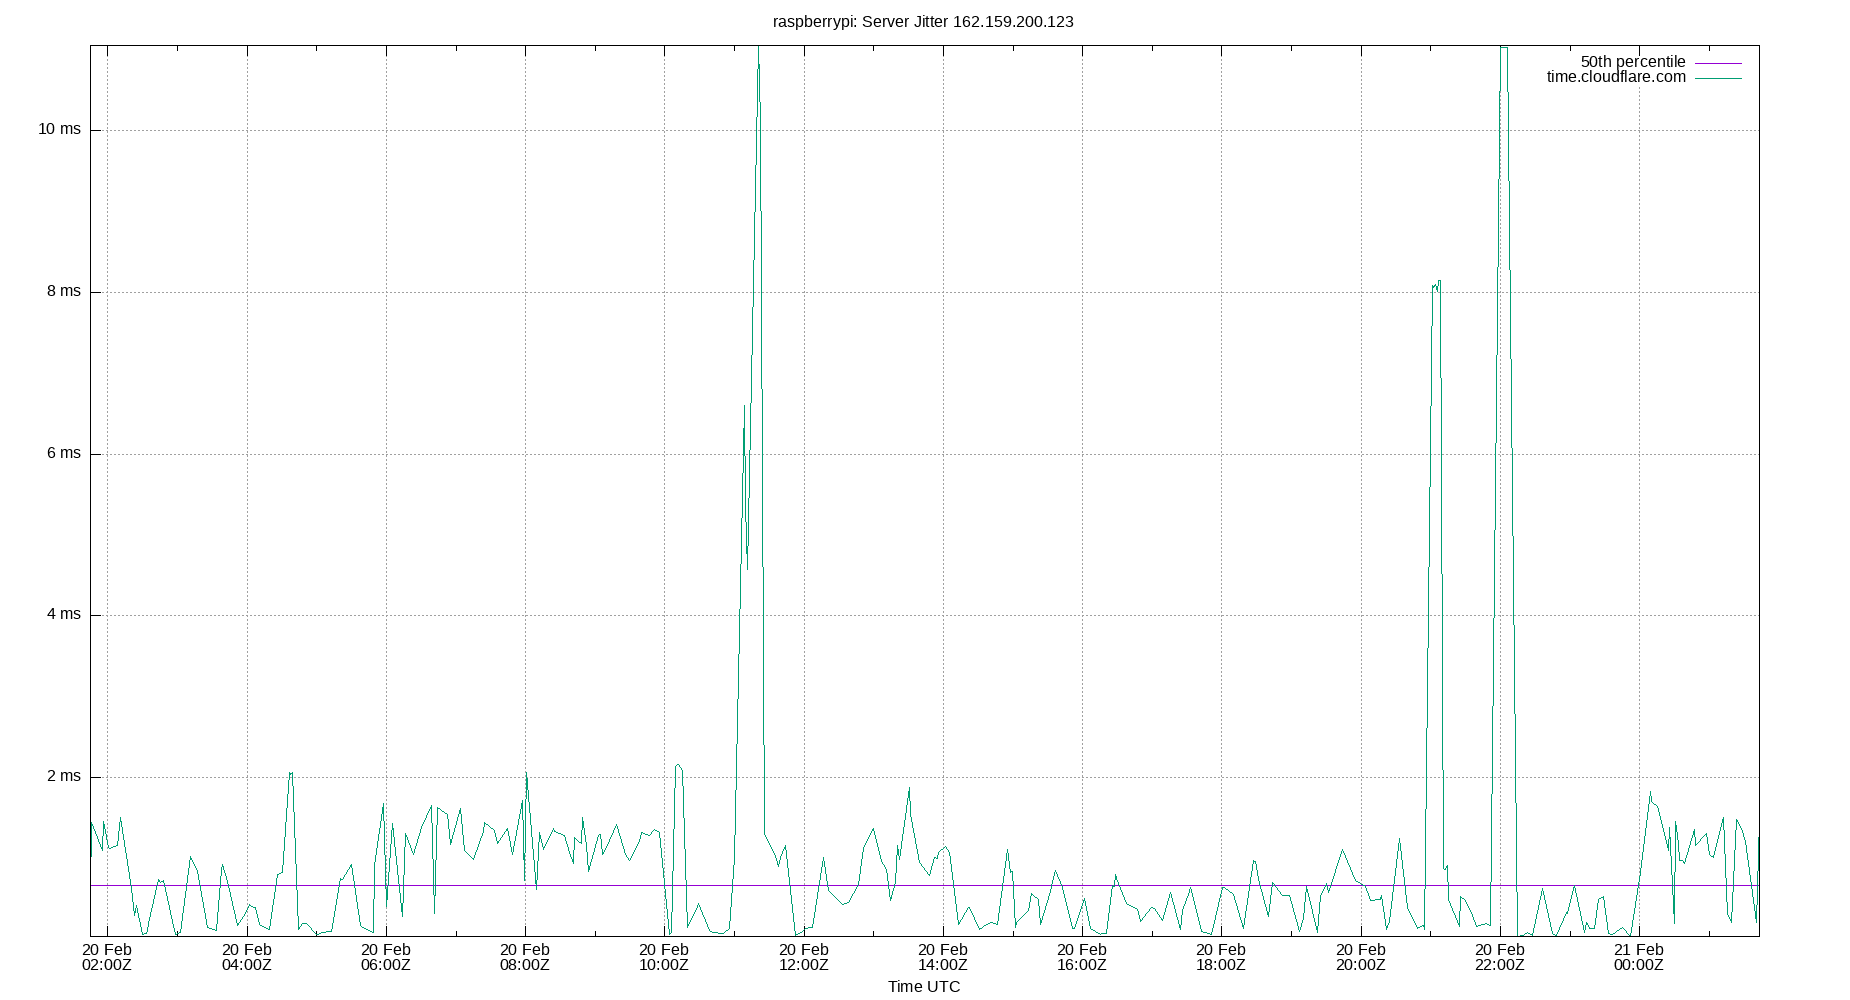 raspberrypi: Server Jitter 162.159.200.123
50th percentile
time.cloudflare.com
10 ms
8 ms
6 ms
4 ms
2 ms
20 Feb 20 Feb 20 Feb 20 Feb 20 Feb 20 Feb 20 Feb 20 Feb 20 Feb 20 Feb 20 Feb 21 Feb
02:00Z 04:00Z 06:00Z 08:00Z 10:00Z 12:00Z 14:00Z 16:00Z 18:00Z 20:00Z 22:00Z 00:00Z
Time UTC